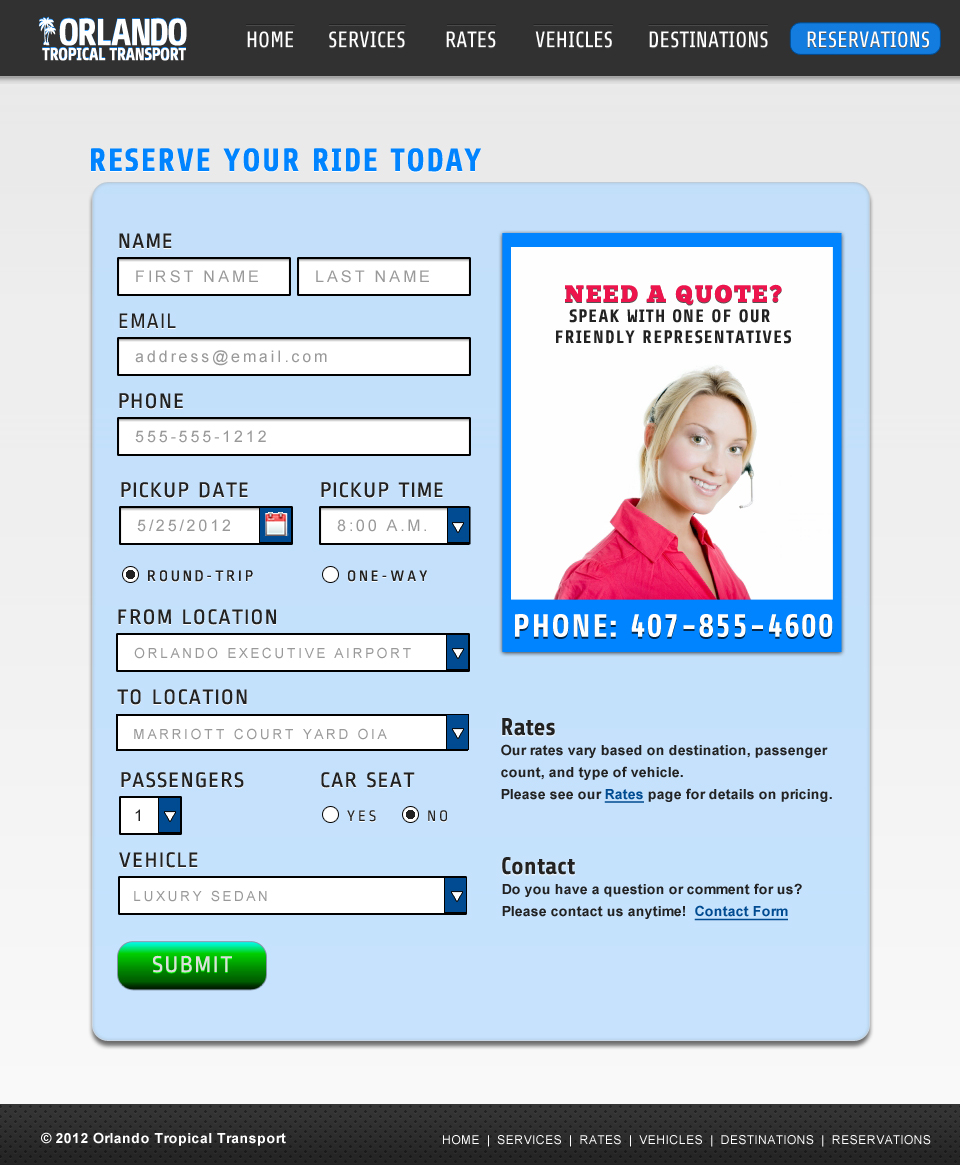 ORLANDO
TROPICAL TRANSPORT
HOME SERVICES RATES VEHICLES DESTINATIONS RESERVATIONS
RESERVE YOUR RIDE TODAY
NAME
FIRST NAME LAST NAME
EMAIL
address@email.com
PHONE
555-555-1212
PICKUP DATE PICKUP TIME
5/25/2012 8:00 A.M.
ROUND-TRIP ONE-WAY
FROM LOCATION
ORLANDO EXECUTIVE AIRPORT
TO LOCATION
MARRIOTT COURT YARD OIA
PASSENGERS CAR SEAT
1 YES NO
VEHICLE
LUXURY SEDAN
SUBMIT
NEED A QUOTE?
SPEAK WITH ONE OF OUR
FRIENDLY REPRESENTATIVES
PHONE: 407-855-4600
Rates
Our rates vary based on destination, passenger
count, and type of vehicle.
Please see our Rates page for details on pricing.
Contact
Do you have a question or comment for us?
Please contact us anytime! Contact Form
© 2012 Orlando Tropical Transport
HOME | SERVICES | RATES | VEHICLES | DESTINATIONS | RESERVATIONS